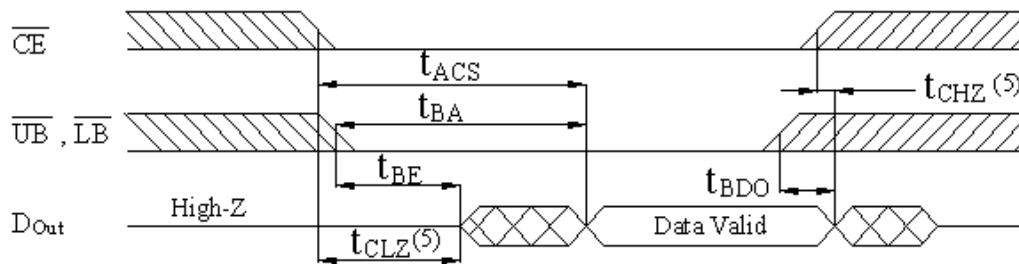 CE
tACS
tCHZ(5)
UB , LB
tBA
tBE
tBDO
DOut
High-Z
Data Valid
tCLZ(5)